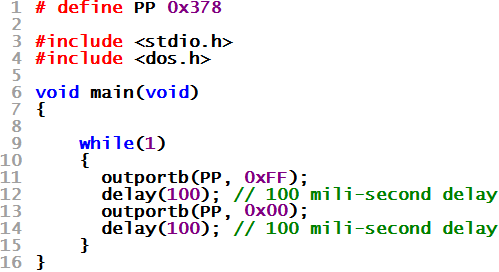 1 # define PP 0x378
2
3 #include <stdio.h>
4 #include <dos.h>
5
6 void main(void)
7 {
8
9     while(1)
10     {
11       outportb(PP, 0xFF);
12       delay(100); // 100 mili-second delay
13       outportb(PP, 0x00);
14       delay(100); // 100 mili-second delay
15     }
16 }